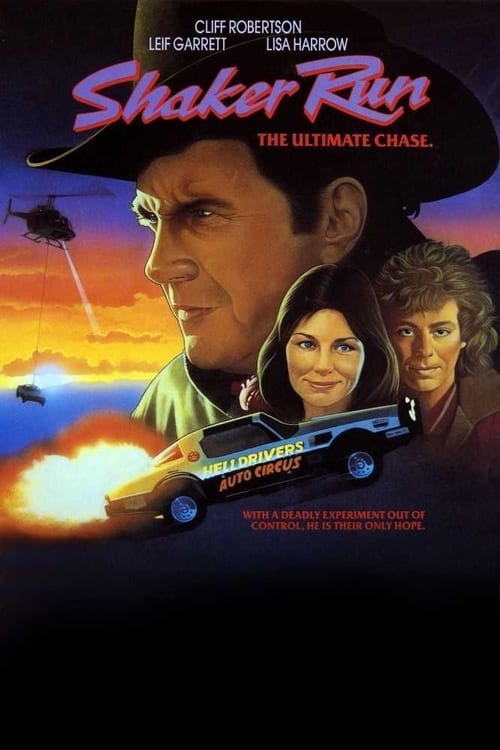 CLIFF ROBERTSON
LEIF GARRETT LISA HARROW
Shaker Run
THE ULTIMATE CHASE.
HELLDRIVERS
AUTO CIRCUS
WITH A DEADLY EXPERIMENT OUT OF
CONTROL, HE IS THEIR ONLY HOPE.